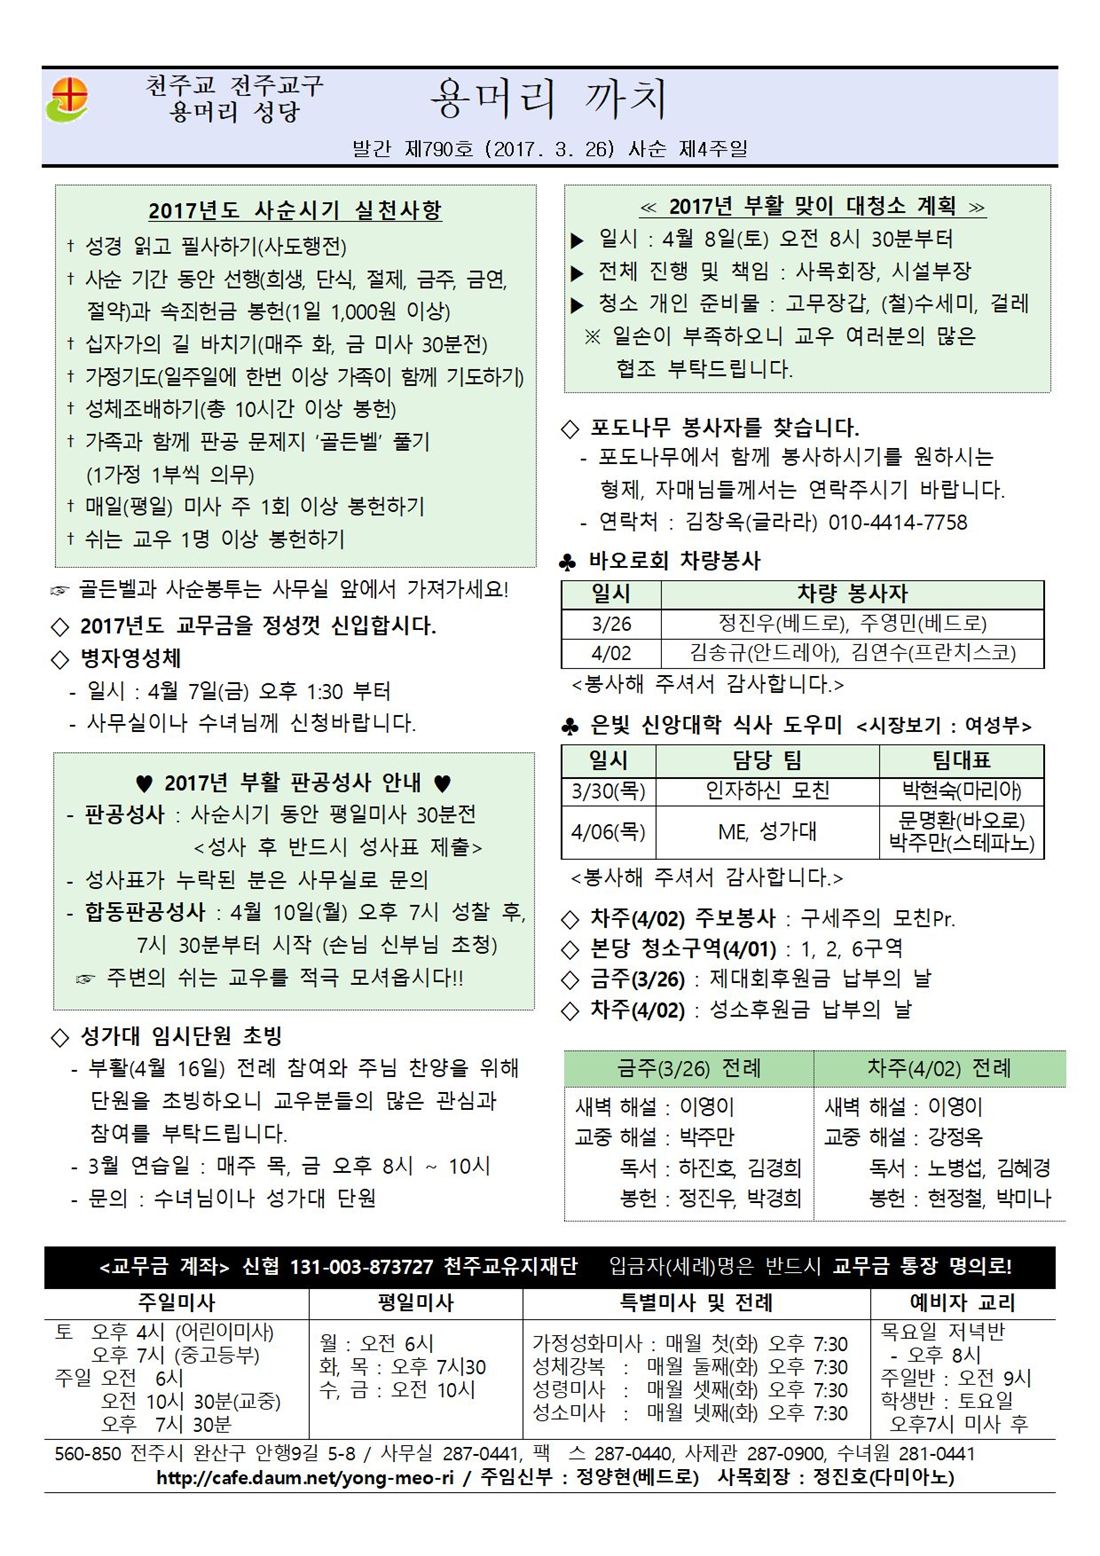 천주교 전주교구
용머리 성당
용머리 까치
발간 제790호 (2017. 3. 26) 사순 제4주일
2017년도 사순시기 실천사항
† 성경 읽고 필사하기(사도행전)
† 사순 기간 동안 선행(희생, 단식, 절제, 금주, 금연,
절약)과 속죄헌금 봉헌(1일 1,000원 이상)
† 십자가의 길 바치기(매주 화, 금 미사 30분전)
† 가정기도(일주일에 한번 이상 가족이 함께 기도하기)
† 성체조배하기(총 10시간 이상 봉헌)
† 가족과 함께 판공 문제지 ‘골든벨’ 풀기
(1가정 1부씩 의무)
† 매일(평일) 미사 주 1회 이상 봉헌하기
† 쉬는 교우 1명 이상 봉헌하기
☞ 골든벨과 사순봉투는 사무실 앞에서 가져가세요!
◇ 2017년도 교무금을 정성껏 신입합시다.
◇ 병자영성체
- 일시 : 4월 7일(금) 오후 1:30 부터
- 사무실이나 수녀님께 신청바랍니다.
♥ 2017년 부활 판공성사 안내 ♥
- 판공성사 : 사순시기 동안 평일미사 30분전
<성사 후 반드시 성사표 제출>
- 성사표가 누락된 분은 사무실로 문의
- 합동판공성사 : 4월 10일(월) 오후 7시 성찰 후,
7시 30분부터 시작 (손님 신부님 초청)
☞ 주변의 쉬는 교우를 적극 모셔옵시다!!
◇ 성가대 임시단원 초빙
- 부활(4월 16일) 전례 참여와 주님 찬양을 위해
단원을 초빙하오니 교우분들의 많은 관심과
참여를 부탁드립니다.
- 3월 연습일 : 매주 목, 금 오후 8시 ~ 10시
- 문의 : 수녀님이나 성가대 단원
≪ 2017년 부활 맞이 대청소 계획 ≫
▶ 일시 : 4월 8일(토) 오전 8시 30분부터
▶ 전체 진행 및 책임 : 사목회장, 시설부장
▶ 청소 개인 준비물 : 고무장갑, (철)수세미, 걸레
※ 일손이 부족하오니 교우 여러분의 많은
협조 부탁드립니다.
◇ 포도나무 봉사자를 찾습니다.
- 포도나무에서 함께 봉사하시기를 원하시는
형제, 자매님들께서는 연락주시기 바랍니다.
- 연락처 : 김창옥(글라라) 010-4414-7758
♣ 바오로회 차량봉사
일시 차량 봉사자
3/26 정진우(베드로), 주영민(베드로)
4/02 김송규(안드레아), 김연수(프란치스코)
<봉사해 주셔서 감사합니다.>
♣ 은빛 신앙대학 식사 도우미 <시장보기 : 여성부>
일시 담당 팀 팀대표
3/30(목) 인자하신 모친 박현숙(마리아)
4/06(목) ME, 성가대 문명환(바오로)
박주만(스테파노)
<봉사해 주셔서 감사합니다.>
◇ 차주(4/02) 주보봉사 : 구세주의 모친Pr.
◇ 본당 청소구역(4/01) : 1, 2, 6구역
◇ 금주(3/26) : 제대회후원금 납부의 날
◇ 차주(4/02) : 성소후원금 납부의 날
금주(3/26) 전례 차주(4/02) 전례
새벽 해설 : 이영이 새벽 해설 : 이영이
교중 해설 : 박주만 교중 해설 : 강정옥
독서 : 하진호, 김경희 독서 : 노병섭, 김혜경
봉헌 : 정진우, 박경희 봉헌 : 현정철, 박미나
<교무금 계좌> 신협 131-003-873727 천주교유지재단 입금자(세례)명은 반드시 교무금 통장 명의로!
주일미사 평일미사 특별미사 및 전례 예비자 교리
토 오후 4시 (어린이미사)
오후 7시 (중고등부)
주일 오전 6시
오전 10시 30분(교중)
오후 7시 30분
월 : 오전 6시
화, 목 : 오후 7시30
수, 금 : 오전 10시
가정성화미사 : 매월 첫(화) 오후 7:30
성체강복 : 매월 둘째(화) 오후 7:30
성령미사 : 매월 셋째(화) 오후 7:30
성소미사 : 매월 넷째(화) 오후 7:30
목요일 저녁반
- 오후 8시
주일반 : 오전 9시
학생반 : 토요일
오후7시 미사 후
560-850 전주시 완산구 안행9길 5-8 / 사무실 287-0441, 팩 스 287-0440, 사제관 287-0900, 수녀원 281-0441
http://cafe.daum.net/yong-meo-ri / 주임신부 : 정양현(베드로) 사목회장 : 정진호(다미아노)